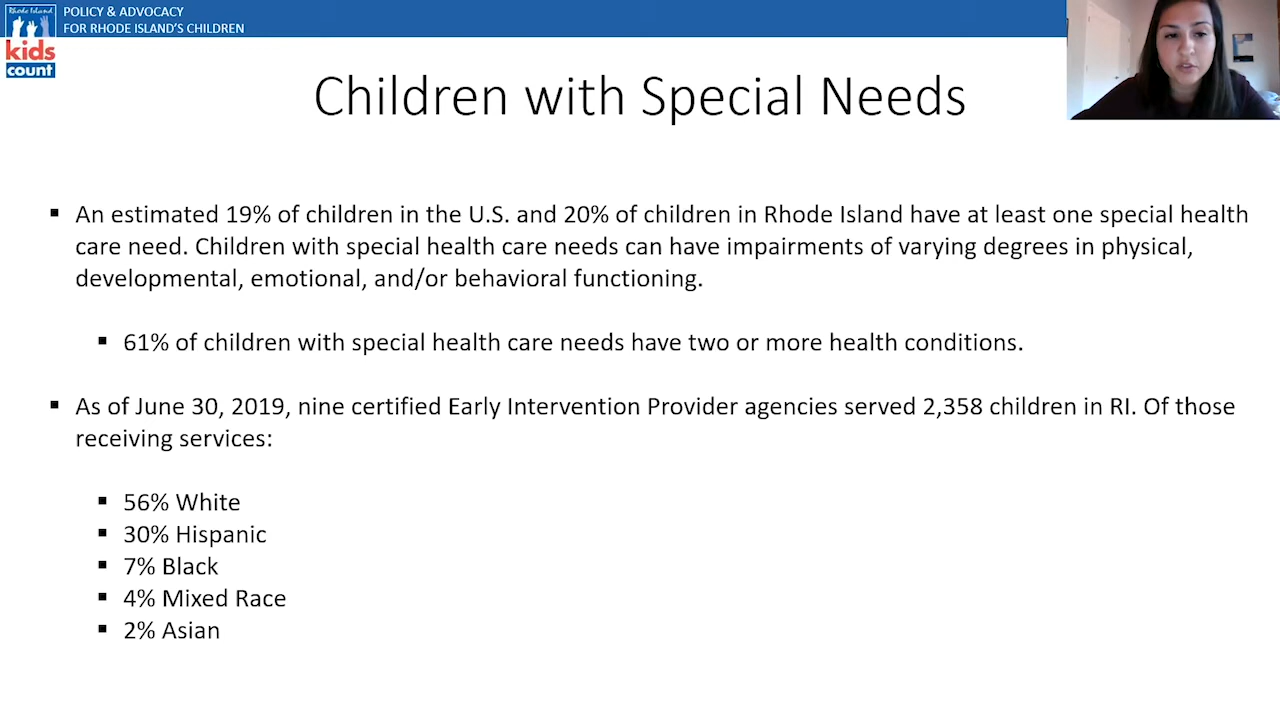 Rhode Island
kids
count
POLICY & ADVOCACY
FOR RHODE ISLAND'S CHILDREN
Children with Special Needs
▪ An estimated 19% of children in the U.S. and 20% of children in Rhode Island have at least one special health
care need. Children with special health care needs can have impairments of varying degrees in physical,
developmental, emotional, and/or behavioral functioning.
▪ 61% of children with special health care needs have two or more health conditions.
▪ As of June 30, 2019, nine certified Early Intervention Provider agencies served 2,358 children in RI. Of those
receiving services:
▪ 56% White
▪ 30% Hispanic
▪ 7% Black
▪ 4% Mixed Race
▪ 2% Asian